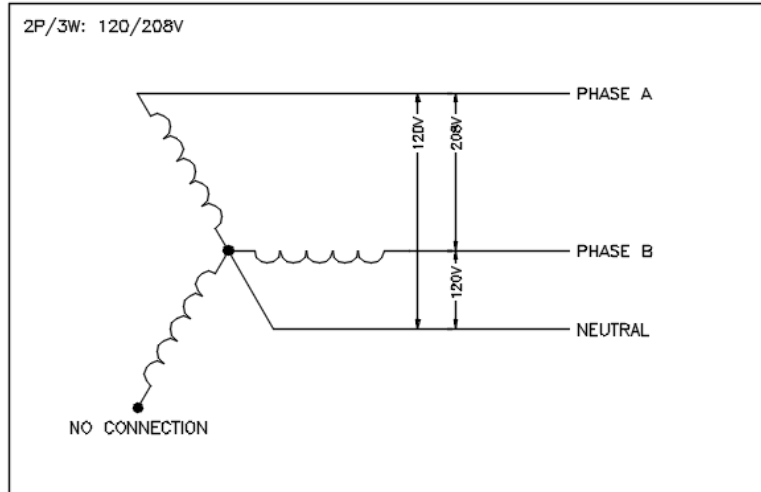 2P/3W: 120/208V
PHASE A
120V
208V
PHASE B
120V
NEUTRAL
NO CONNECTION